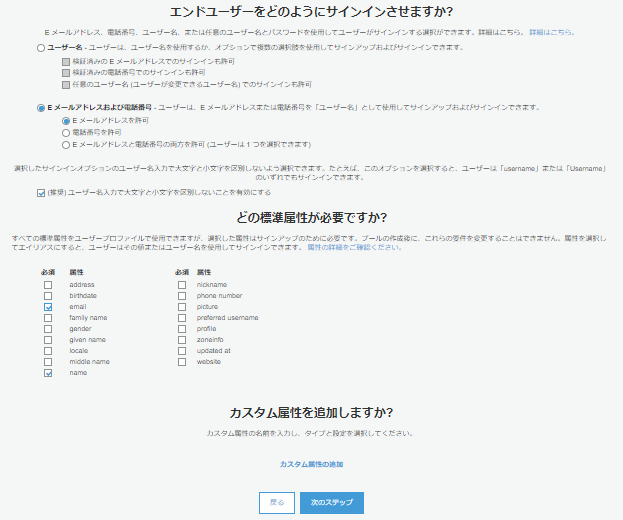 エンドユーザーをどのようにサインインさせますか?
E メールアドレス、電話番号、ユーザー名、または任意のユーザー名とパスワードを使用してユーザーがサインインする選択ができます。詳細はこちら。 詳細はこちら。
ユーザー名 - ユーザーは、ユーザー名を使用するか、オプションで複数の選択肢を使用してサインアップおよびサインインできます。
検証済みの E メールアドレスでのサインインも許可
検証済みの電話番号でのサインインも許可
任意のユーザー名 (ユーザーが変更できるユーザー名) でのサインインも許可
E メールアドレスおよび電話番号 - ユーザーは、E メールアドレスまたは電話番号を「ユーザー名」として使用してサインアップおよびサインインできます。
E メールアドレスを許可
電話番号を許可
E メールアドレスと電話番号の両方を許可 (ユーザーは 1 つを選択できます)
選択したサインインオプションのユーザー名入力で大文字と小文字を区別しないよう選択できます。たとえば、このオプションを選択すると、ユーザーは「username」または「Username」
のいずれでもサインインできます。
(推奨) ユーザー名入力で大文字と小文字を区別しないことを有効にする
どの標準属性が必要ですか?
すべての標準属性をユーザープロファイルで使用できますが、選択した属性はサインアップのために必要です。プールの作成後に、これらの要件を変更することはできません。属性を選択し
てエイリアスにすると、ユーザーはその値またはユーザー名を使用してサインインできます。 属性の詳細をご確認ください。
必須 属性 必須 属性
address nickname
birthdate phone number
email picture
family name preferred username
gender profile
given name zoneinfo
locale updated at
middle name website
name
カスタム属性を追加しますか?
カスタム属性の名前を入力し、タイプと設定を選択してください。
カスタム属性の追加
戻る 次のステップ